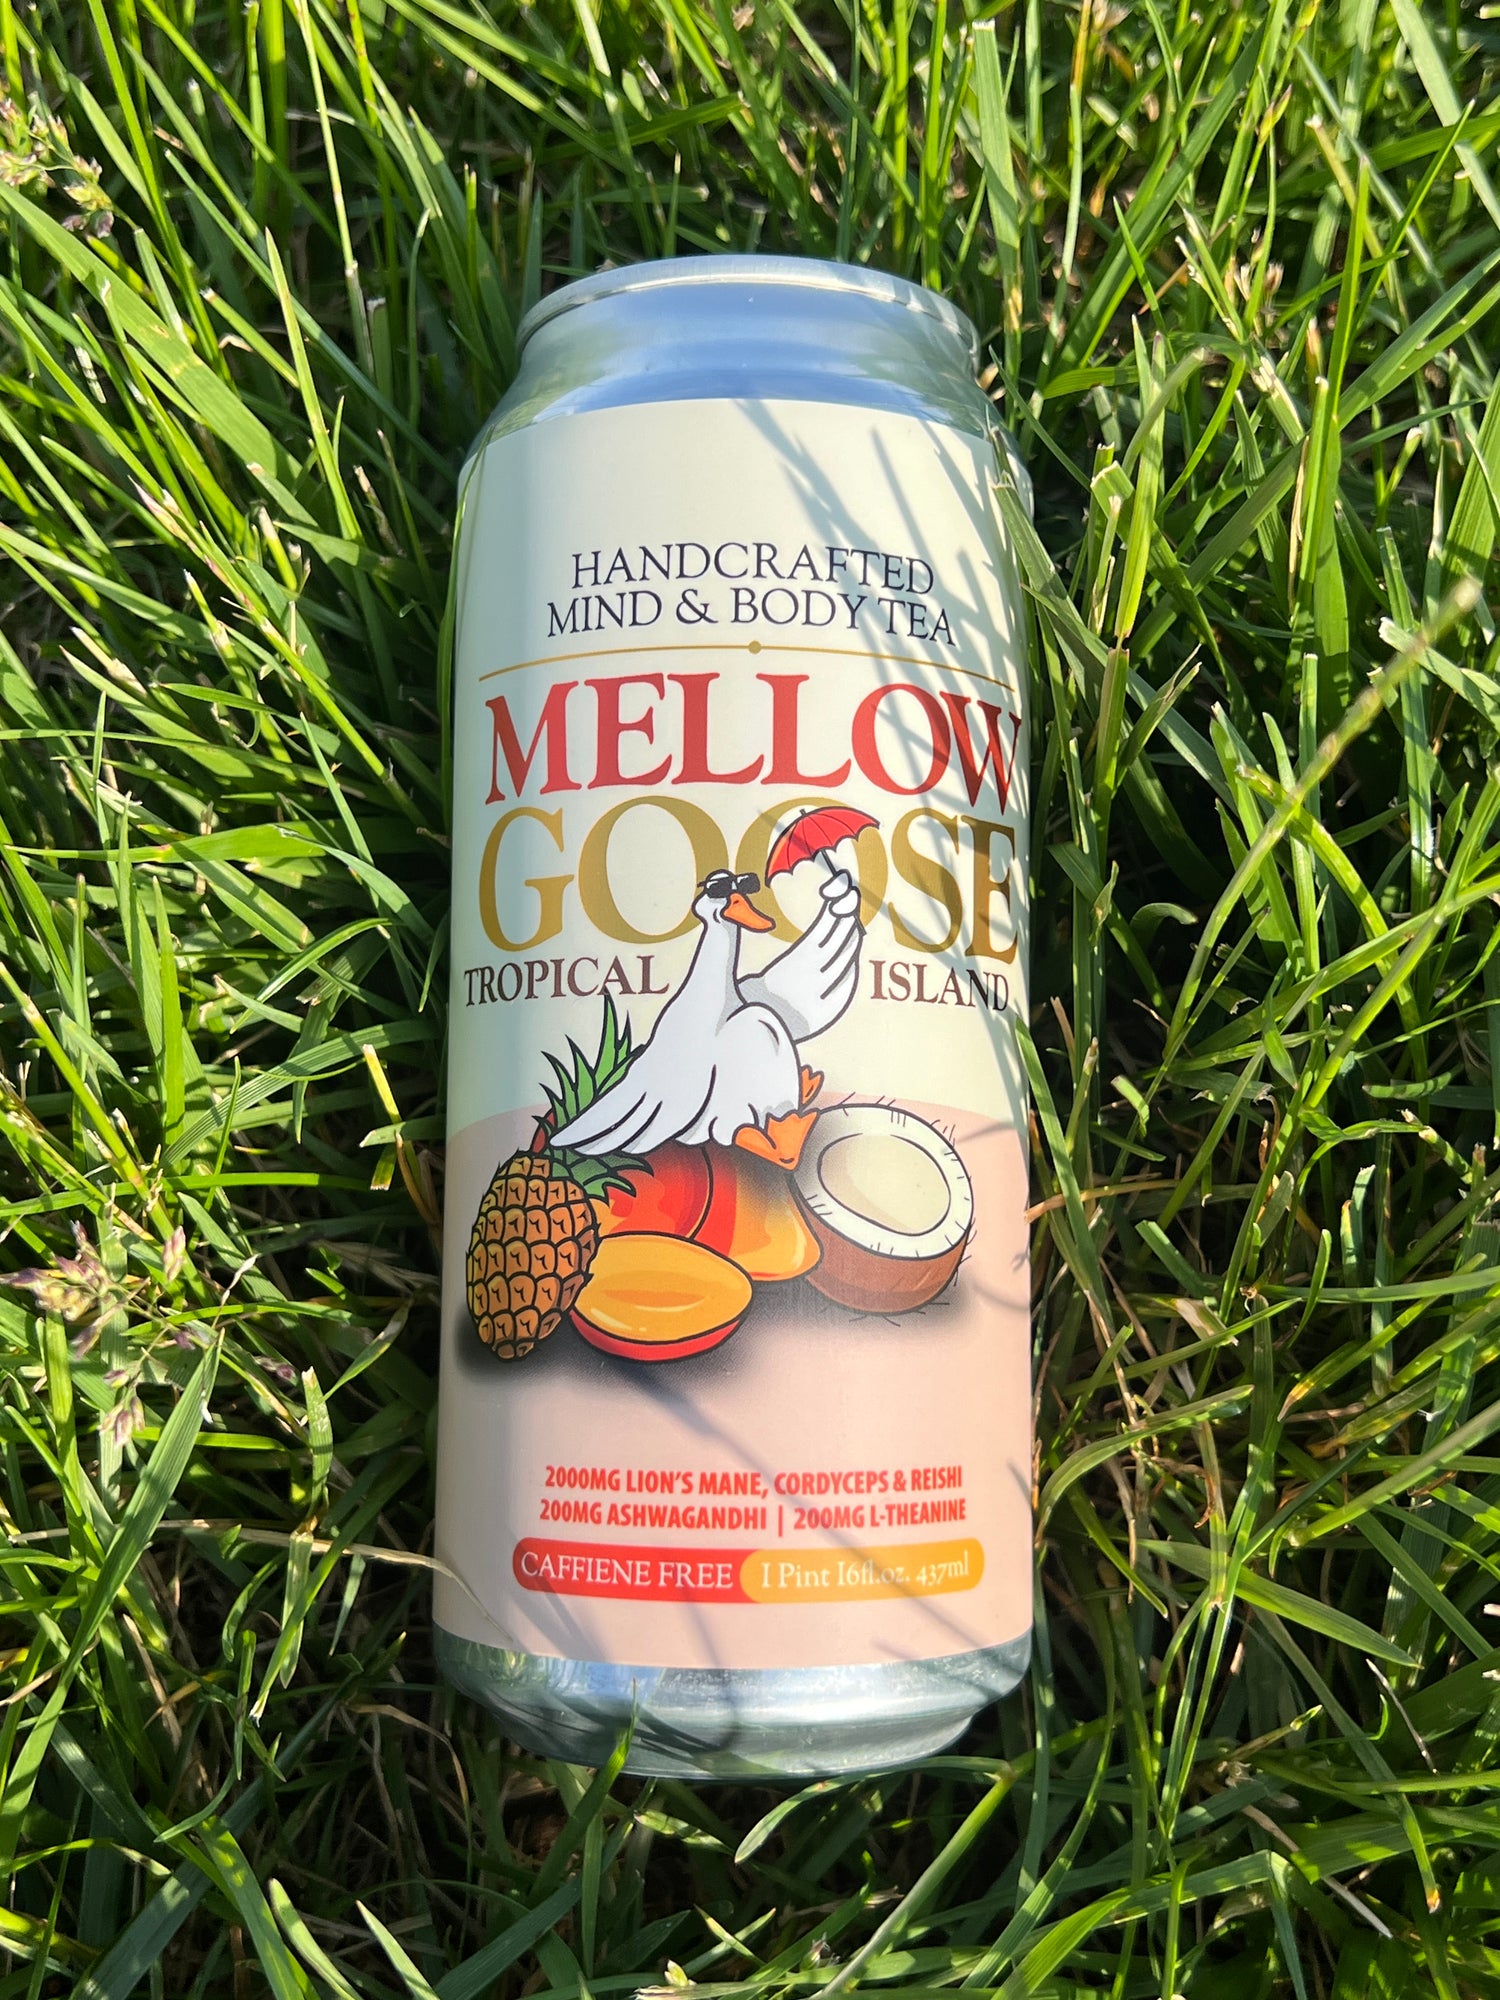 HANDCRAFTED
MIND & BODY TEA
MELLOW
GOOSE
TROPICAL ISLAND
2000MG LION'S MANE, CORDYCEPS & REISHI
200MG ASHWAGANDHI | 200MG L-THEANINE
CAFFIENE FREE 1 Pint 16fl.oz. 437ml